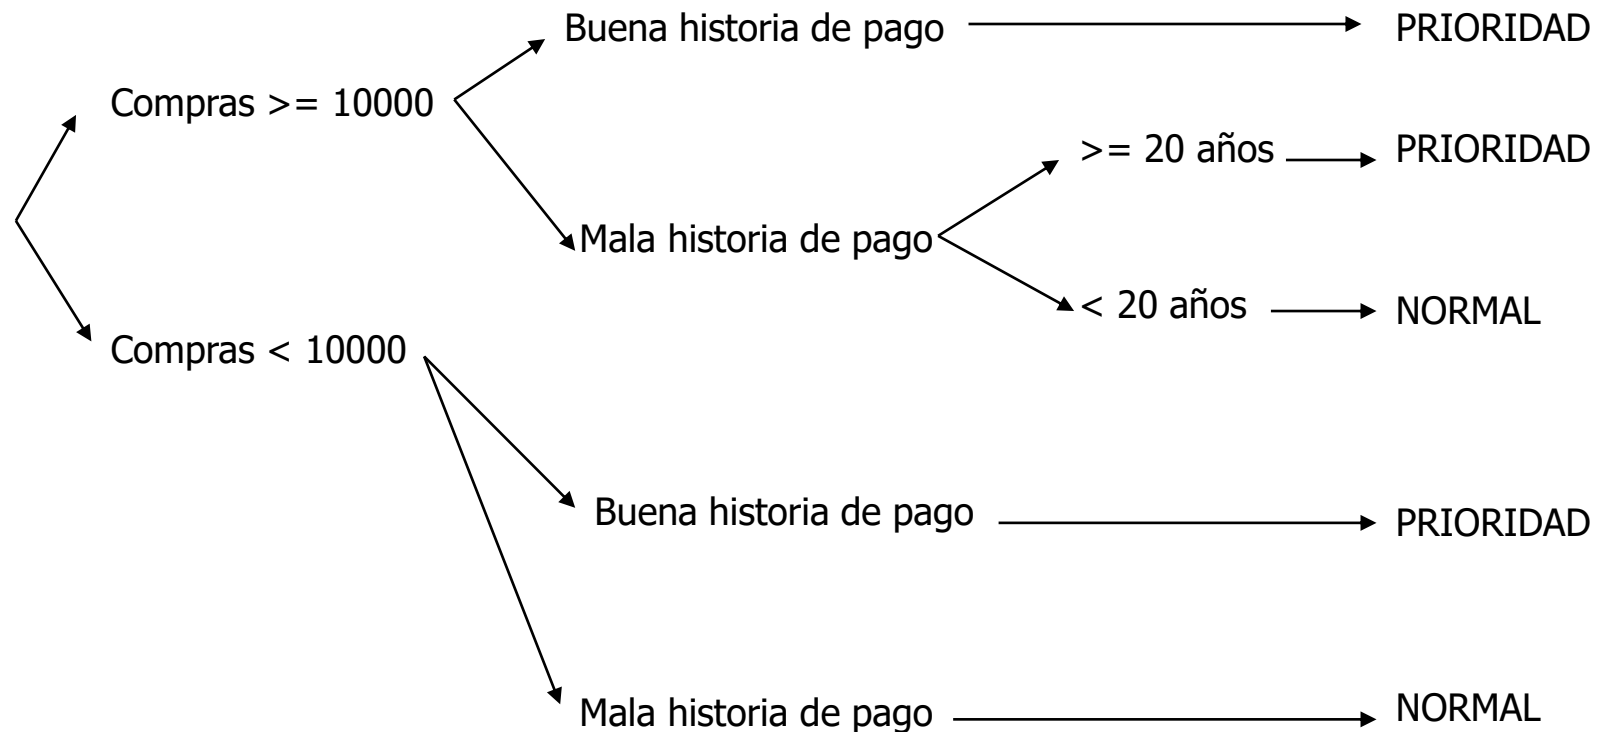 Buena historia de pago PRIORIDAD
Compras >= 10000
>= 20 años PRIORIDAD
Mala historia de pago
< 20 años NORMAL
Compras < 10000
Buena historia de pago PRIORIDAD
Mala historia de pago NORMAL